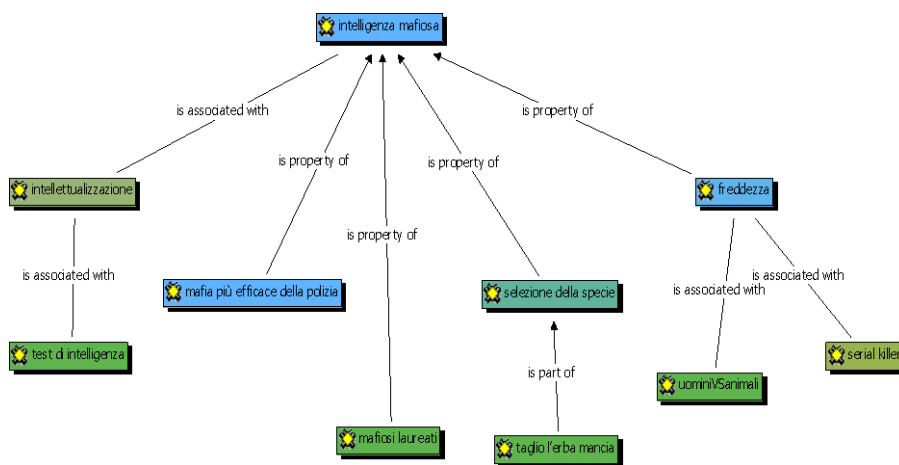 intelligenza mafiosa
is associated with
is property of
is property of
is property of
is property of
intellettualizzazione
freddezza
is associated with
mafia più efficace della polizia
selezione della specie
is associated with
is associated with
test di intelligenza
is part of
serial killer
uominiVSanimali
mafiosi laureati
taglio l'erba mancia